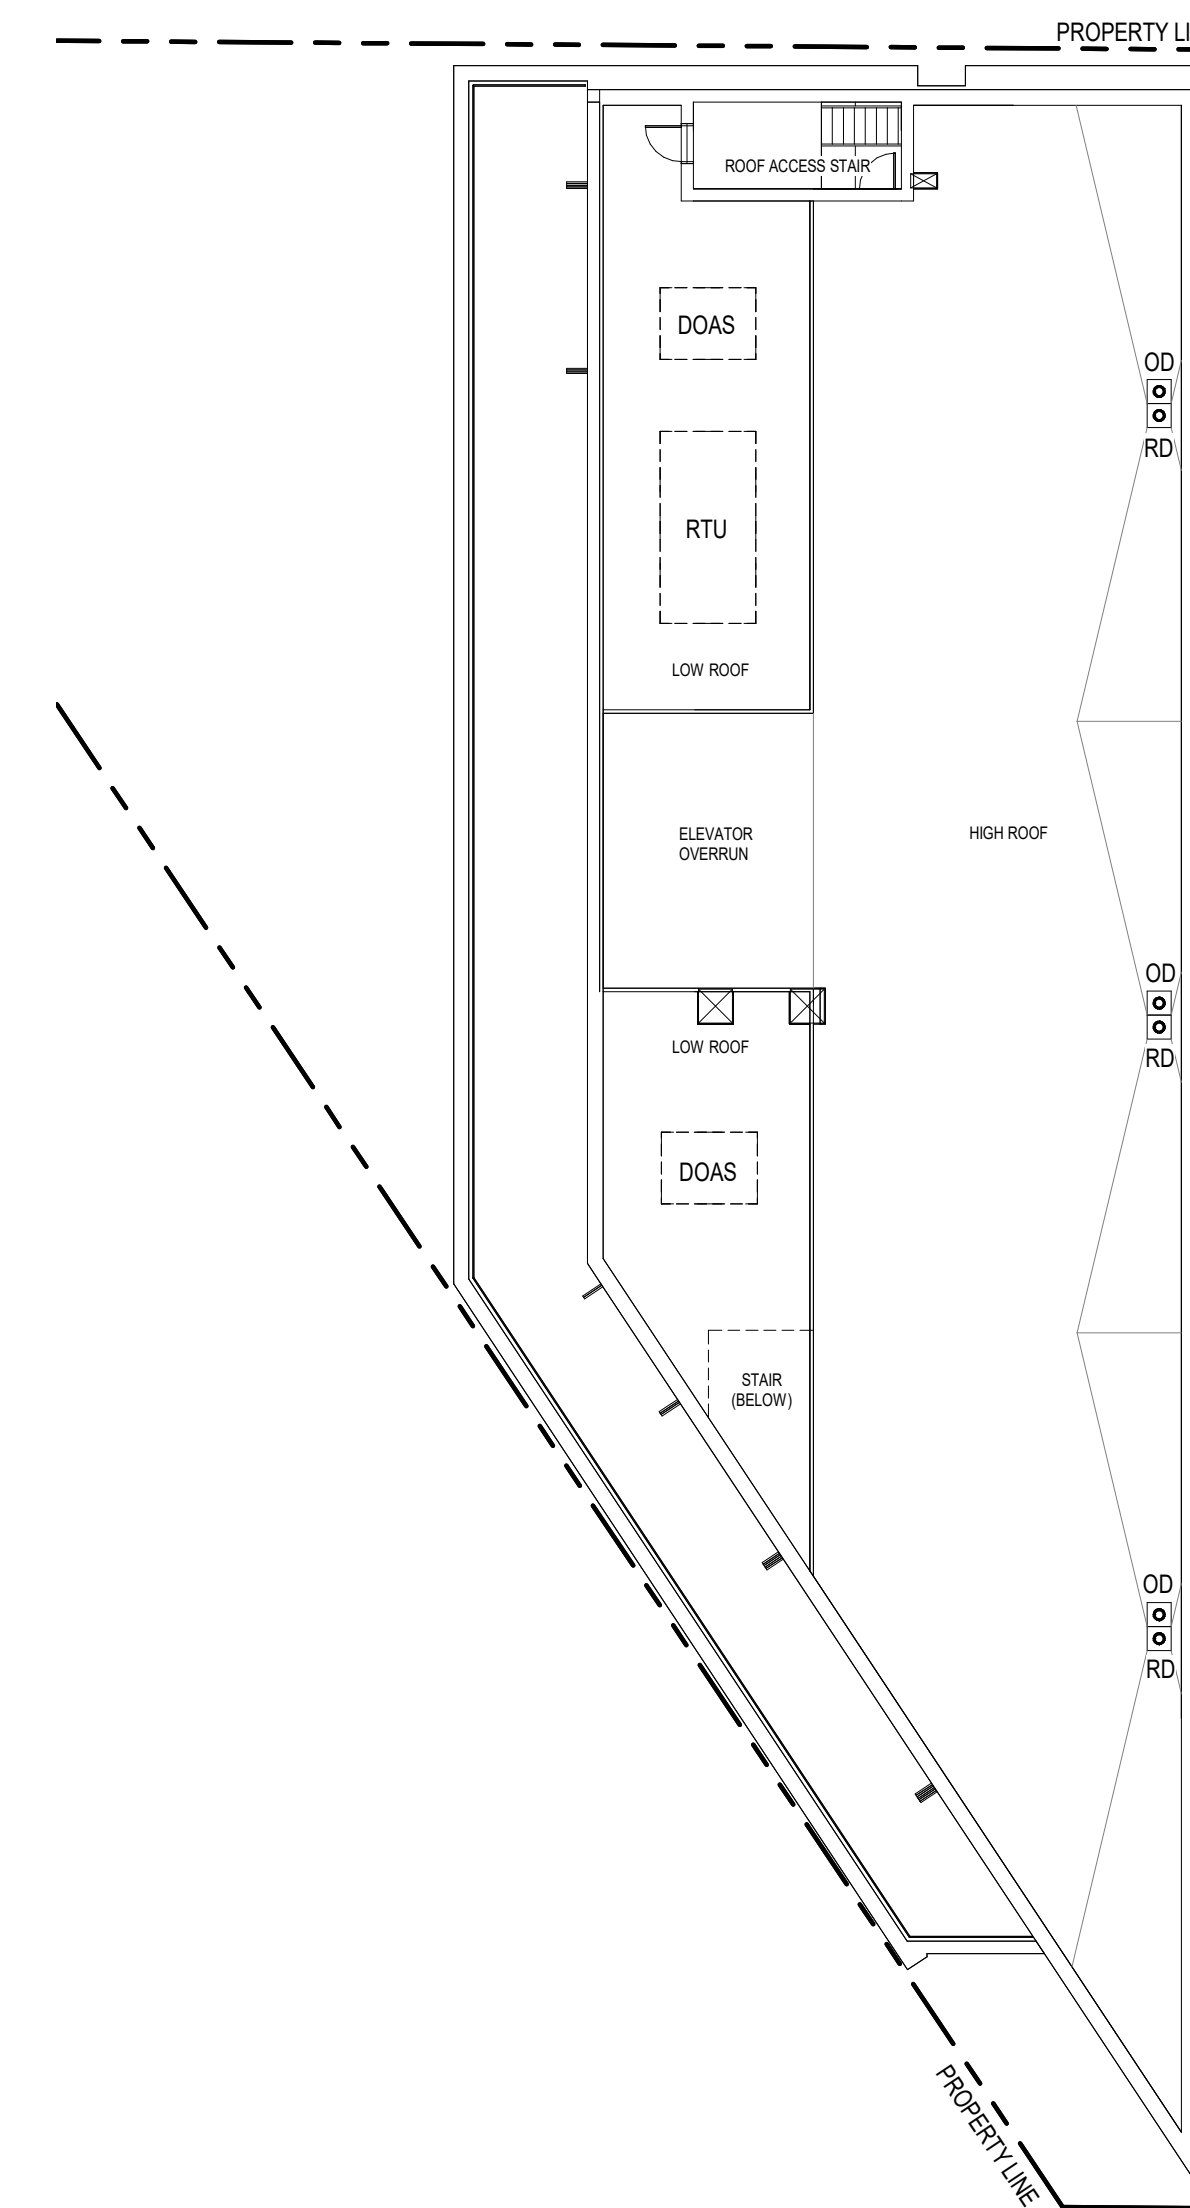 PROPERTY LI
ROOF ACCESS STAIR
DOAS
OD
RD
RTU
LOW ROOF
ELEVATOR
OVERRUN
HIGH ROOF
OD
RD
LOW ROOF
DOAS
STAIR
(BELOW)
OD
RD
PROPERTY LINE